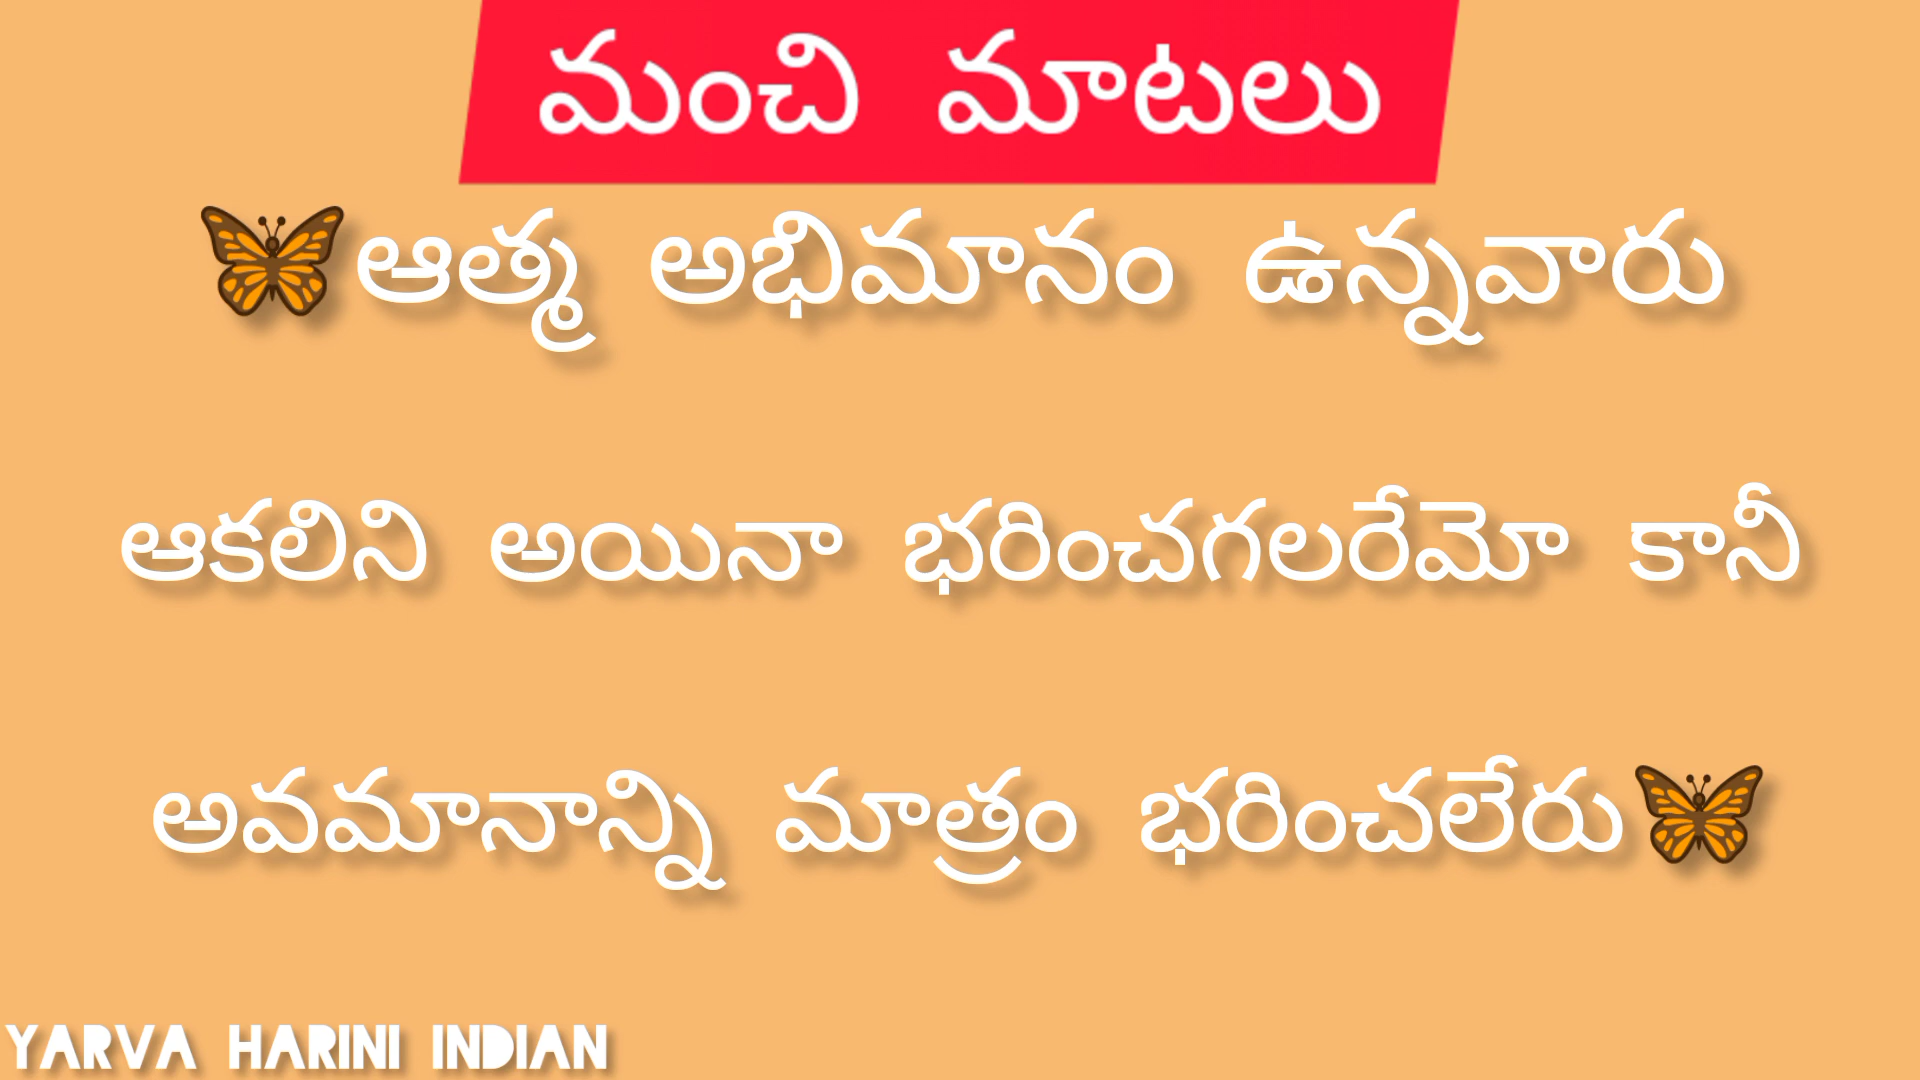 మంచి మాటలు
🦋ఆత్మ అభిమానం ఉన్నవారు
ఆకలిని అయినా భరించగలరేమో కానీ
అవమానాన్ని మాత్రం భరించలేరు🦋
YARVA HARINI INDIAN